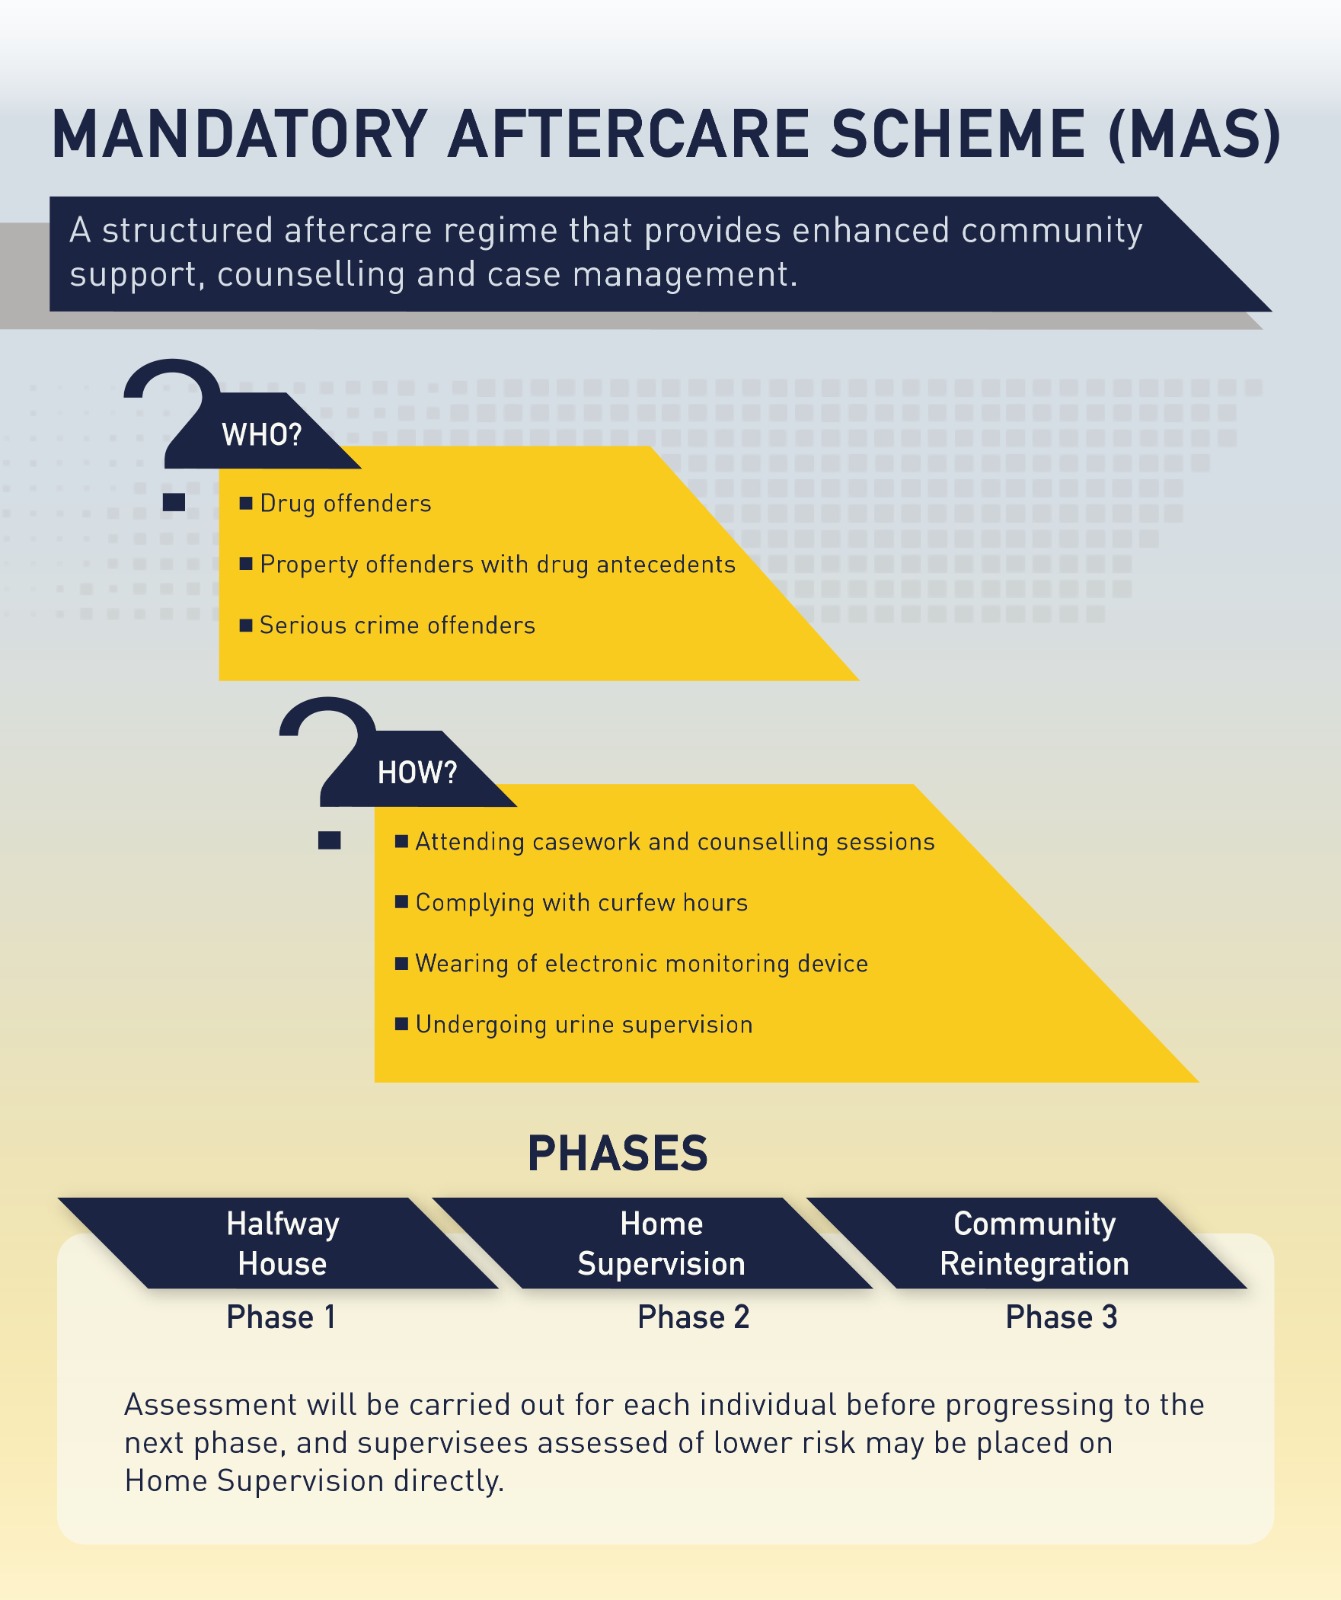 MANDATORY AFTERCARE SCHEME (MAS)
A structured aftercare regime that provides enhanced community
support, counselling and case management.
WHO?
Drug offenders
Property offenders with drug antecedents
Serious crime offenders
HOW?
Attending casework and counselling sessions
Complying with curfew hours
Wearing of electronic monitoring device
Undergoing urine supervision
PHASES
Halfway
House
Phase 1
Home
Supervision
Phase 2
Community
Reintegration
Phase 3
Assessment will be carried out for each individual before progressing to the
next phase, and supervisees assessed of lower risk may be placed on
Home Supervision directly.